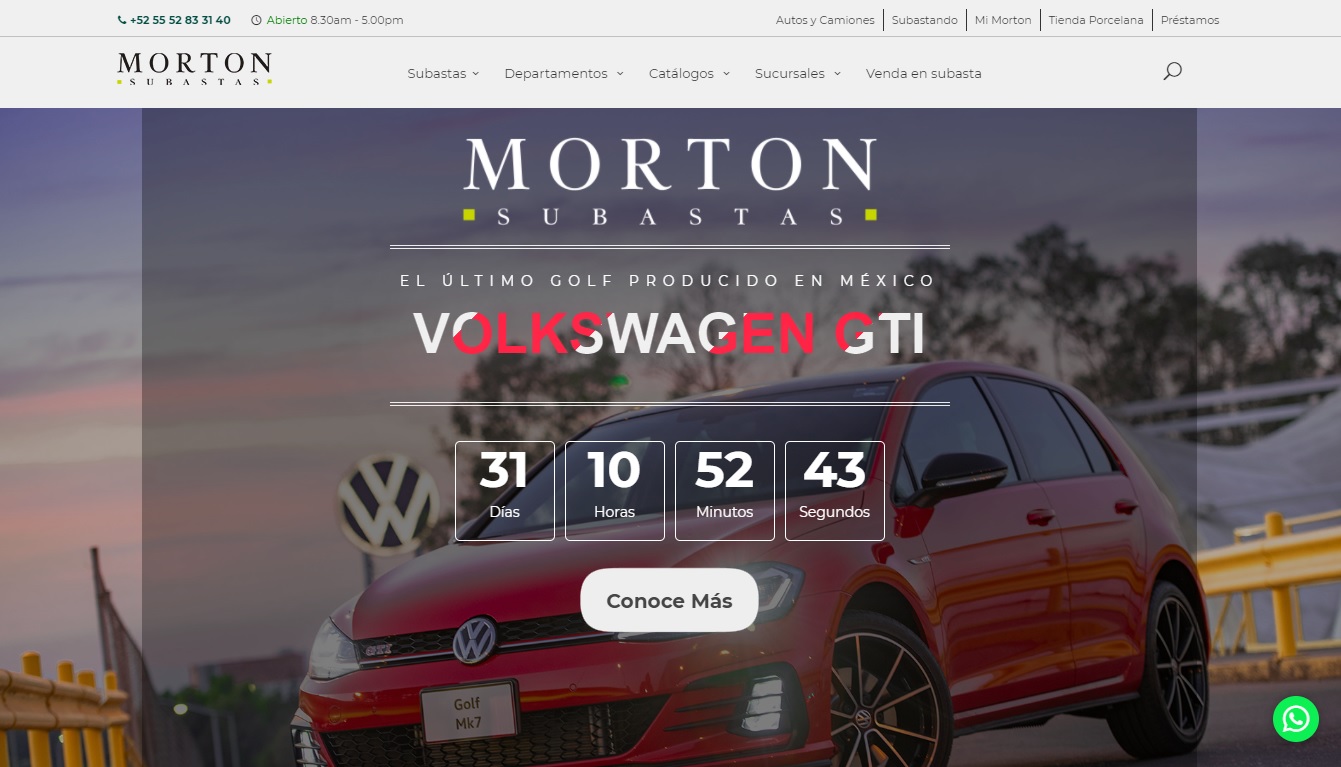 +52 55 52 83 31 40 Abierto 8.30am - 5.00pm Autos y Camiones Subastando Mi Morton Tienda Porcelana Préstamos
MORTON
SUBASTAS
Subastas Departamentos Catálogos Sucursales Venda en subasta
MORTON
SUBASTAS
EL ÚLTIMO GOLF PRODUCIDO EN MÉXICO
VOLKSWAGEN GTI
31 10 52 43
Días Horas Minutos Segundos
Conoce Más
GTI
Golf
Mk7